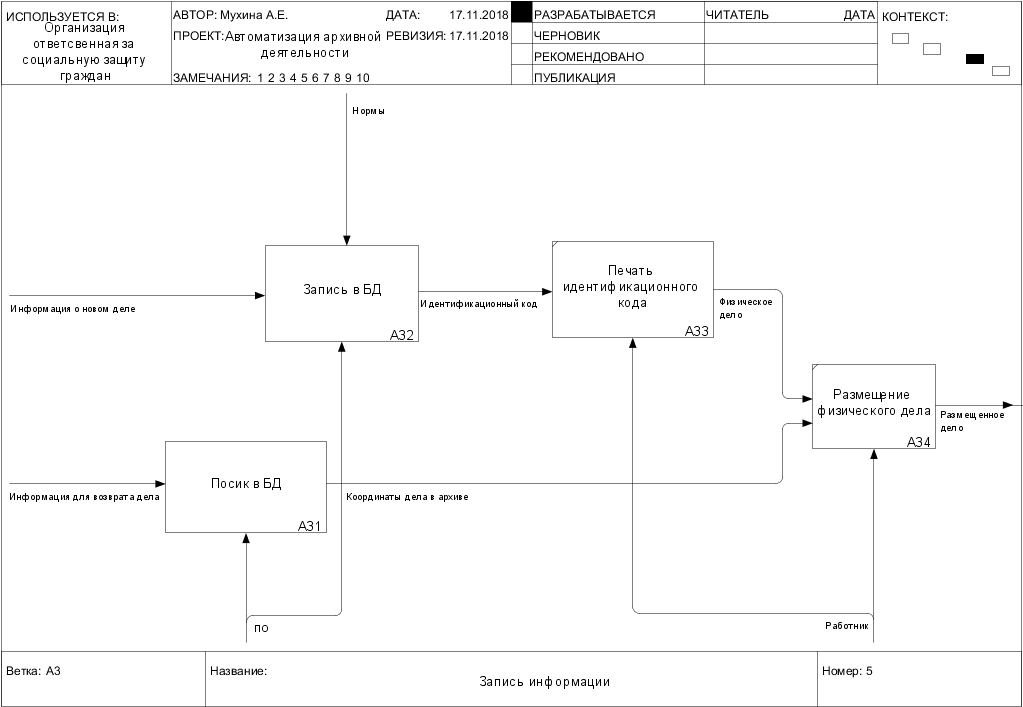 ИСПОЛЬЗУЕТСЯ В:
Организация
ответсвенная за
социальную защиту
граждан
АВТОР: Мухина А.Е.
ДАТА: 17.11.2018
ПРОЕКТ:Автоматизация архивной
деятельности
РЕВИЗИЯ: 17.11.2018
ЗАМЕЧАНИЯ: 1 2 3 4 5 6 7 8 9 10
РАЗРАБАТЫВАЕТСЯ
ЧЕРНОВИК
РЕКОМЕНДОВАНО
ПУБЛИКАЦИЯ
ЧИТАТЕЛЬ ДАТА
КОНТЕКСТ:
Нормы
Запись в БД
A32
Информация о новом деле
Идентификационный код
Печать
идентификационного
кода
A33
Физическое
дело
Размещение
физического дела
A34
Размещенное
дело
Посик в БД
A31
Информация для возврата дела
Координаты дела в архиве
ПО
Работник
Ветка: A3
Название:
Запись информации
Номер: 5